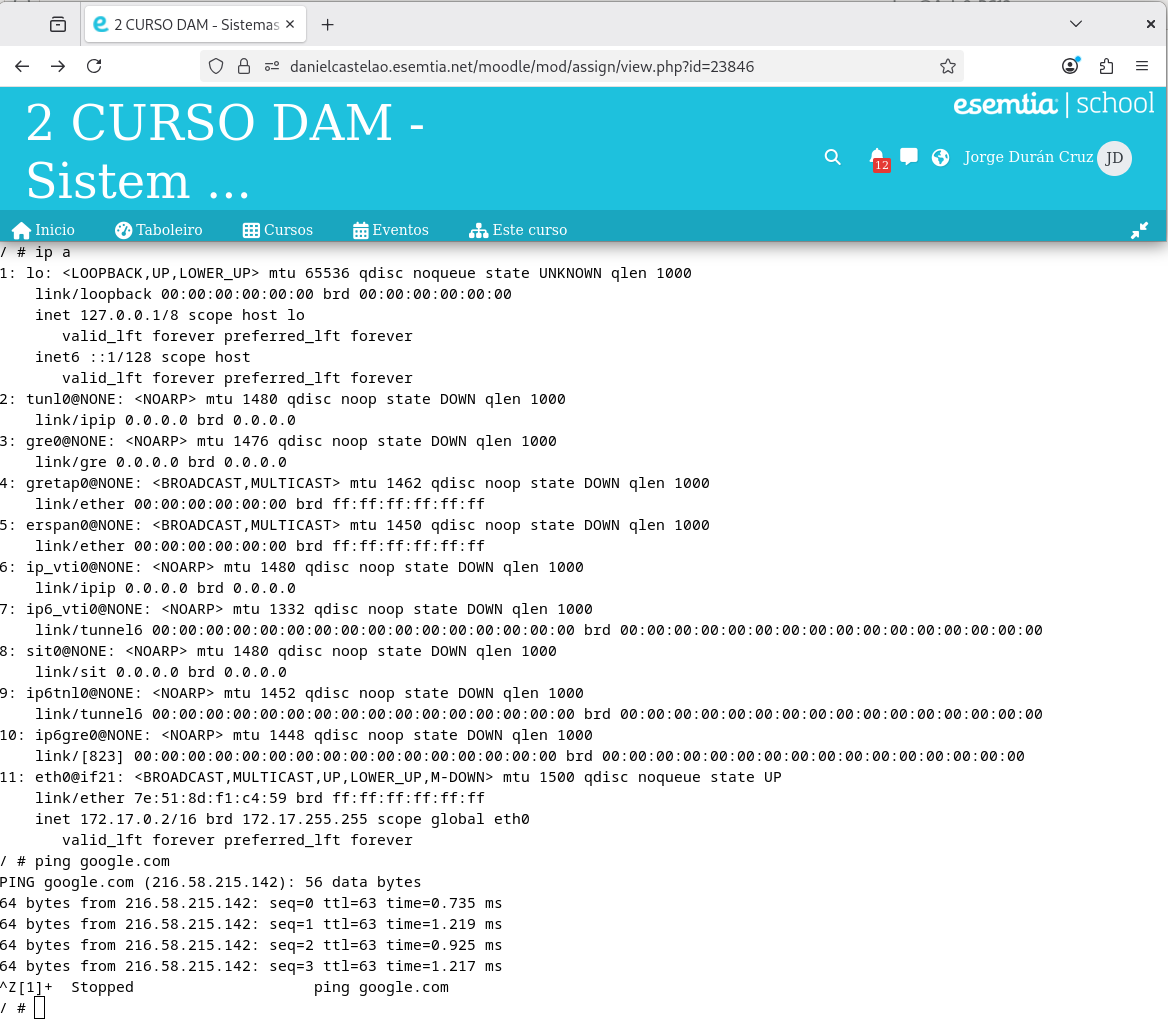 2 CURSO DAM - Sistemas
danielcastelao.esemtia.net/moodle/mod/assign/view.php?id=23846
2 CURSO DAM -
Sistem ...
esemtia | school
12
Jorge Durán Cruz
JD
Inicio
Taboleiro
Cursos
Eventos
Este curso
/ # ip a
1: lo: <LOOPBACK,UP,LOWER_UP> mtu 65536 qdisc noqueue state UNKNOWN qlen 1000
    link/loopback 00:00:00:00:00:00 brd 00:00:00:00:00:00
    inet 127.0.0.1/8 scope host lo
       valid_lft forever preferred_lft forever
    inet6 ::1/128 scope host
       valid_lft forever preferred_lft forever
2: tunl0@NONE: <NOARP> mtu 1480 qdisc noop state DOWN qlen 1000
    link/ipip 0.0.0.0 brd 0.0.0.0
3: gre0@NONE: <NOARP> mtu 1476 qdisc noop state DOWN qlen 1000
    link/gre 0.0.0.0 brd 0.0.0.0
4: gretap0@NONE: <BROADCAST,MULTICAST> mtu 1462 qdisc noop state DOWN qlen 1000
    link/ether 00:00:00:00:00:00 brd ff:ff:ff:ff:ff:ff
5: erspan0@NONE: <BROADCAST,MULTICAST> mtu 1450 qdisc noop state DOWN qlen 1000
    link/ether 00:00:00:00:00:00 brd ff:ff:ff:ff:ff:ff
6: ip_vti0@NONE: <NOARP> mtu 1480 qdisc noop state DOWN qlen 1000
    link/ipip 0.0.0.0 brd 0.0.0.0
7: ip6_vti0@NONE: <NOARP> mtu 1332 qdisc noop state DOWN qlen 1000
    link/tunnel6 00:00:00:00:00:00:00:00:00:00:00:00:00:00:00:00 brd 00:00:00:00:00:00:00:00:00:00:00:00:00:00:00:00
8: sit0@NONE: <NOARP> mtu 1480 qdisc noop state DOWN qlen 1000
    link/sit 0.0.0.0 brd 0.0.0.0
9: ip6tnl0@NONE: <NOARP> mtu 1452 qdisc noop state DOWN qlen 1000
    link/tunnel6 00:00:00:00:00:00:00:00:00:00:00:00:00:00:00:00 brd 00:00:00:00:00:00:00:00:00:00:00:00:00:00:00:00
10: ip6gre0@NONE: <NOARP> mtu 1448 qdisc noop state DOWN qlen 1000
    link/[823] 00:00:00:00:00:00:00:00:00:00:00:00:00:00:00:00 brd 00:00:00:00:00:00:00:00:00:00:00:00:00:00:00:00
11: eth0@if21: <BROADCAST,MULTICAST,UP,LOWER_UP,M-DOWN> mtu 1500 qdisc noqueue state UP
    link/ether 7e:51:8d:f1:c4:59 brd ff:ff:ff:ff:ff:ff
    inet 172.17.0.2/16 brd 172.17.255.255 scope global eth0
       valid_lft forever preferred_lft forever
/ # ping google.com
PING google.com (216.58.215.142): 56 data bytes
64 bytes from 216.58.215.142: seq=0 ttl=63 time=0.735 ms
64 bytes from 216.58.215.142: seq=1 ttl=63 time=1.219 ms
64 bytes from 216.58.215.142: seq=2 ttl=63 time=0.925 ms
64 bytes from 216.58.215.142: seq=3 ttl=63 time=1.217 ms
^Z[1]+  Stopped                    ping google.com
/ #